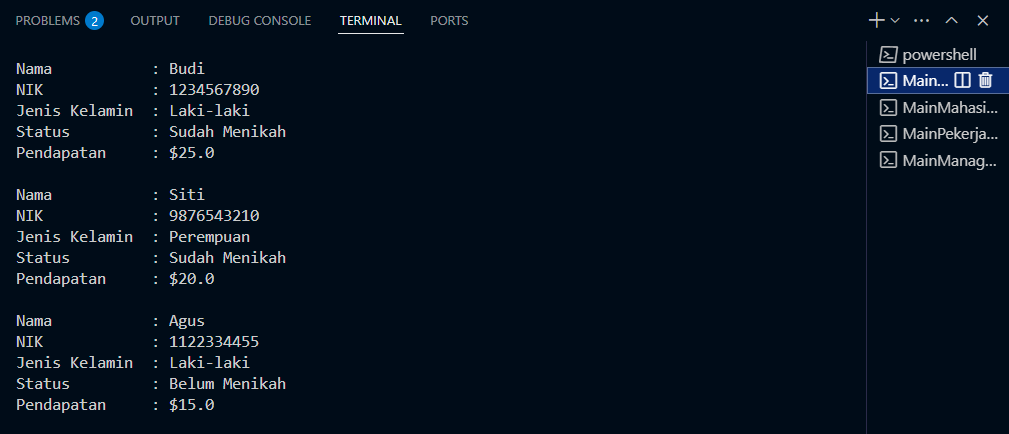 PROBLEMS 2 OUTPUT DEBUG CONSOLE TERMINAL PORTS
Nama : Budi
NIK : 1234567890
Jenis Kelamin : Laki-laki
Status : Sudah Menikah
Pendapatan : $25.0
Nama : Siti
NIK : 9876543210
Jenis Kelamin : Perempuan
Status : Sudah Menikah
Pendapatan : $20.0
Nama : Agus
NIK : 1122334455
Jenis Kelamin : Laki-laki
Status : Belum Menikah
Pendapatan : $15.0
powershell
Main...
MainMahasi...
MainPekerja...
MainManag...